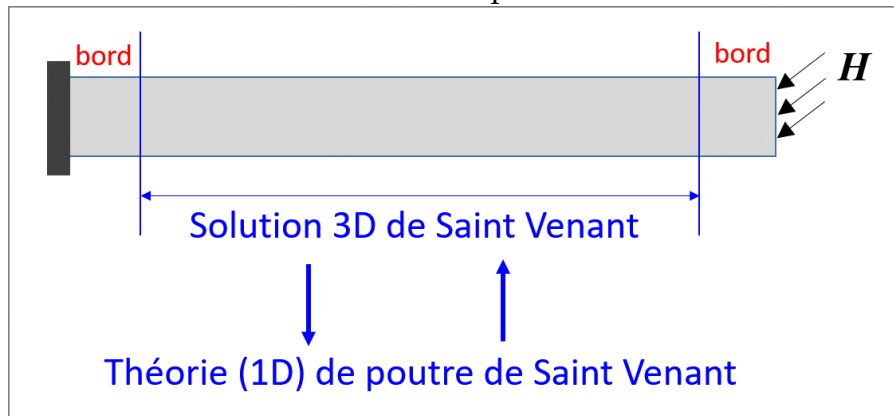 bord
bord
H
Solution 3D de Saint Venant
Théorie (1D) de poutre de Saint Venant